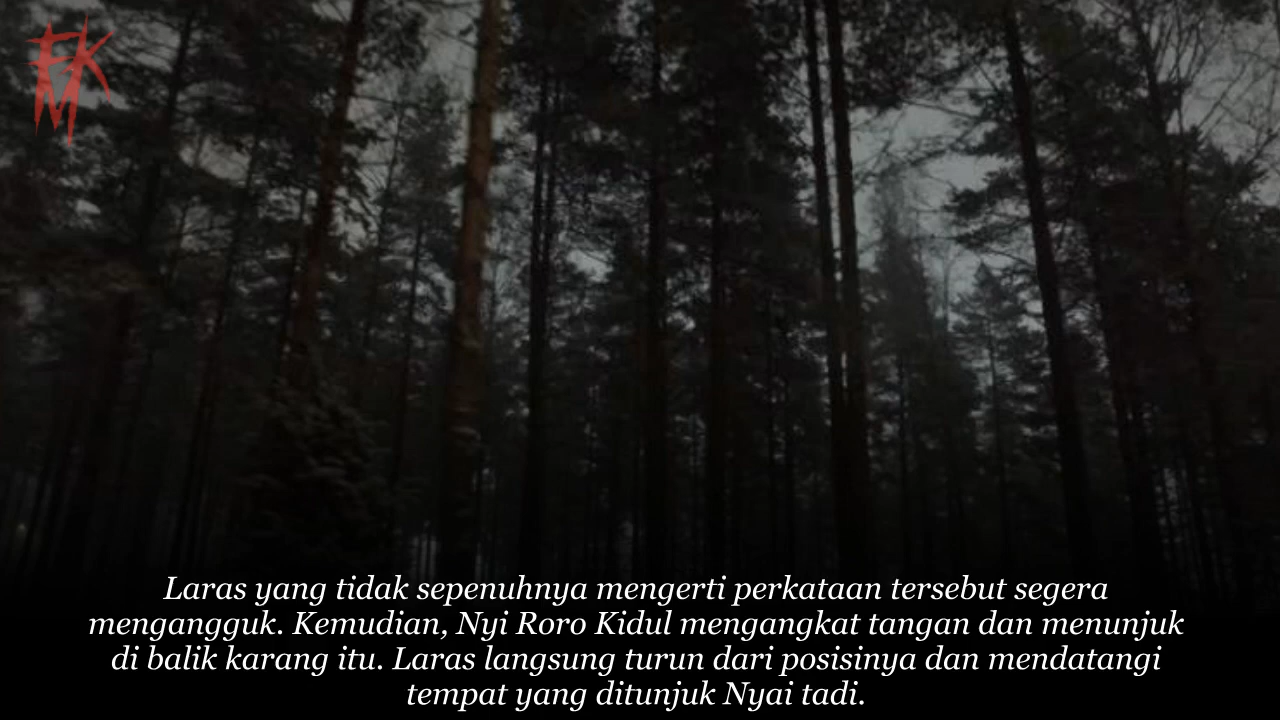 FK
M
Laras yang tidak sepenuhnya mengerti perkataan tersebut segera
mengangguk. Kemudian, Nyi Roro Kidul mengangkat tangan dan menunjuk
di balik karang itu. Laras langsung turun dari posisinya dan mendatangi
tempat yang ditunjuk Nyai tadi.